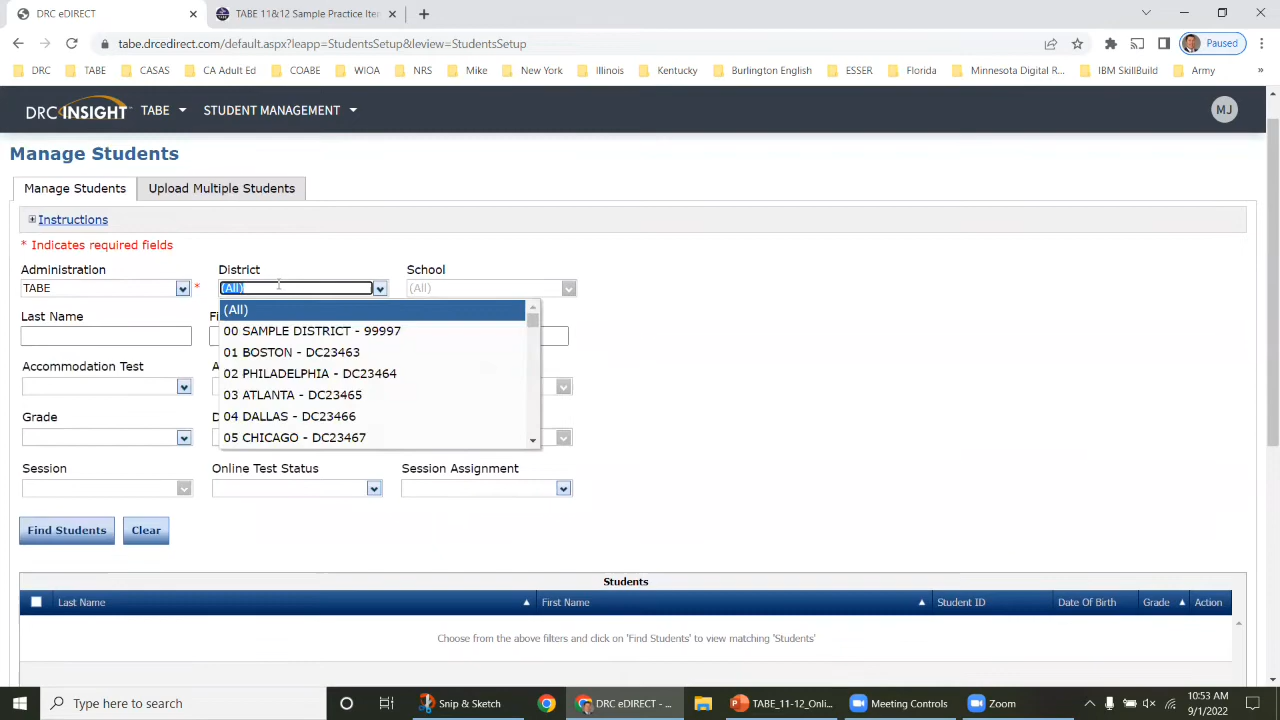 DRC eDIRECT
TABE 11&12 Sample Practice Iter
tabe.drcedirect.com/default.aspx?leapp=StudentsSetup&leview=StudentsSetup
Paused
DRC TABE CASAS CA Adult Ed COABE WIOA NRS Mike New York Illinois Kentucky Burlington English ESSER Florida Minnesota Digital R... IBM SkillBuild Army
DRC INSIGHT TABE STUDENT MANAGEMENT MJ
Manage Students
Manage Students Upload Multiple Students
Instructions
* Indicates required fields
Administration District School
TABE * (All) (All)
(All)
Last Name Fi
00 SAMPLE DISTRICT - 99997
01 BOSTON - DC23463
Accommodation Test A
02 PHILADELPHIA - DC23464
03 ATLANTA - DC23465
Grade D
04 DALLAS - DC23466
05 CHICAGO - DC23467
Session Online Test Status Session Assignment
Find Students Clear
Students
Last Name First Name Student ID Date Of Birth Grade Action
Choose from the above filters and click on 'Find Students' to view matching 'Students'
Type here to search Snip & Sketch DRC eDIRECT - ... TABE_11-12_Onli... Meeting Controls Zoom
10:53 AM
9/1/2022